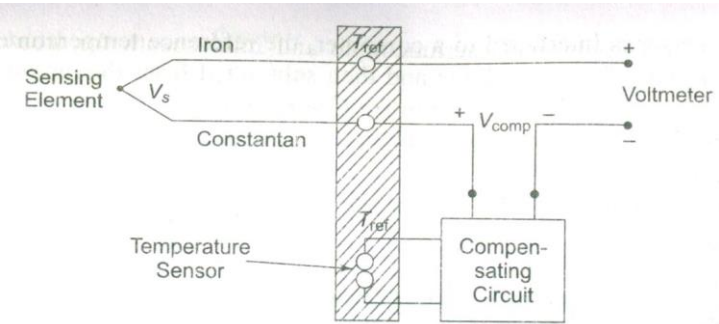 T_ref
Iron
+
Sensing
Element
V_s
Voltmeter
+ V_comp −
Constantan
−
T_ref
Temperature
Sensor
Compen-
sating
Circuit